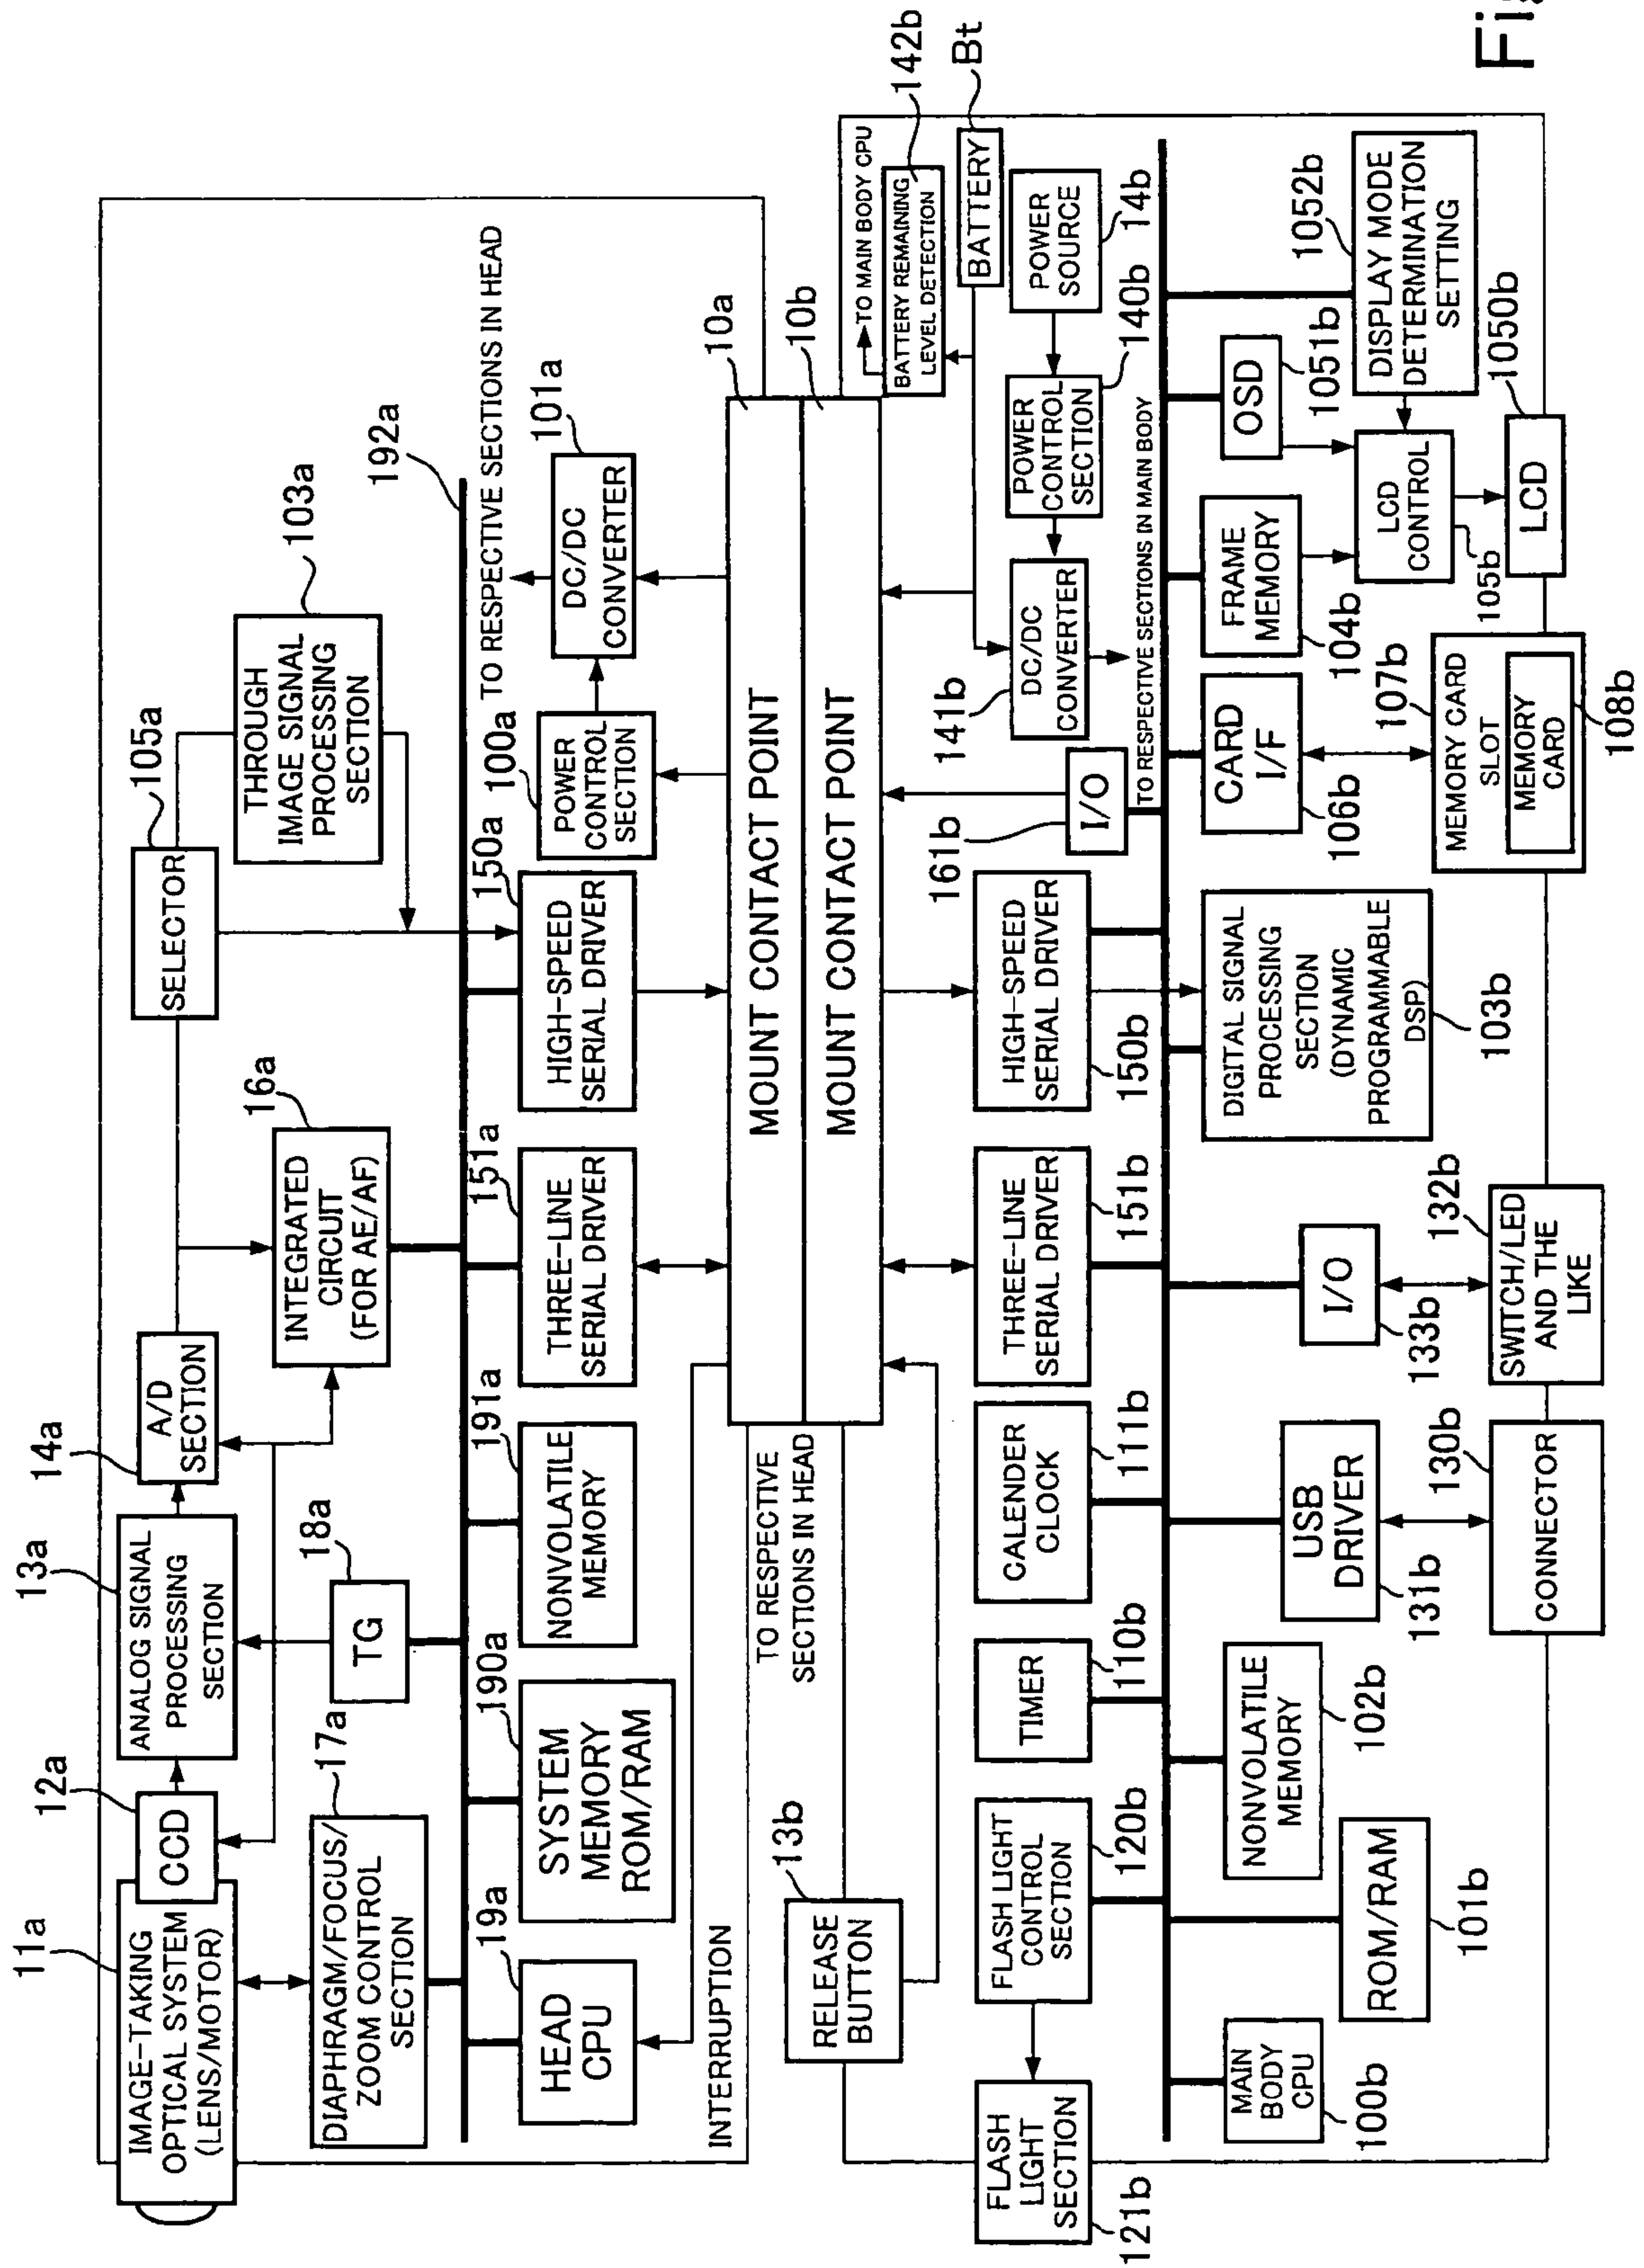 11a
IMAGE-TAKING
OPTICAL SYSTEM
(LENS/MOTOR)
12a
CCD
13a
ANALOG SIGNAL
PROCESSING
SECTION
14a
A/D
SECTION
105a
SELECTOR
103a
THROUGH
IMAGE SIGNAL
PROCESSING
SECTION
16a
INTEGRATED
CIRCUIT
(FOR AE/AF)
18a
TG
17a
DIAPHRAGM/FOCUS/
ZOOM CONTROL
SECTION
192a
19a
HEAD
CPU
190a
SYSTEM
MEMORY
ROM/RAM
191a
NONVOLATILE
MEMORY
151a
THREE-LINE
SERIAL DRIVER
150a
HIGH-SPEED
SERIAL DRIVER
100a
POWER
CONTROL
SECTION
TO RESPECTIVE SECTIONS IN HEAD
101a
DC/DC
CONVERTER
INTERRUPTION
10a
MOUNT CONTACT POINT
10b
MOUNT CONTACT POINT
TO RESPECTIVE
SECTIONS IN HEAD
13b
RELEASE
BUTTON
TO MAIN BODY CPU
142b
BATTERY REMAINING
LEVEL DETECTION
Bt
BATTERY
POWER
SOURCE
14b
POWER
CONTROL
SECTION
140b
DC/DC
CONVERTER
141b
TO RESPECTIVE SECTIONS IN MAIN BODY
I/O
161b
HIGH-SPEED
SERIAL DRIVER
150b
THREE-LINE
SERIAL DRIVER
151b
CALENDER
CLOCK
111b
TIMER
110b
FLASH LIGHT
CONTROL
SECTION
120b
FLASH
LIGHT
SECTION
121b
MAIN
BODY
CPU
100b
ROM/RAM
101b
NONVOLATILE
MEMORY
102b
USB
DRIVER
131b
CONNECTOR
130b
I/O
133b
SWITCH/LED
AND THE
LIKE
132b
DIGITAL SIGNAL
PROCESSING
SECTION
(DYNAMIC
PROGRAMMABLE
DSP)
103b
CARD
I/F
106b
MEMORY CARD
SLOT
107b
MEMORY
CARD
108b
FRAME
MEMORY
104b
OSD
1051b
LCD
CONTROL
105b
DISPLAY MODE
DETERMINATION
SETTING
1052b
LCD
1050b